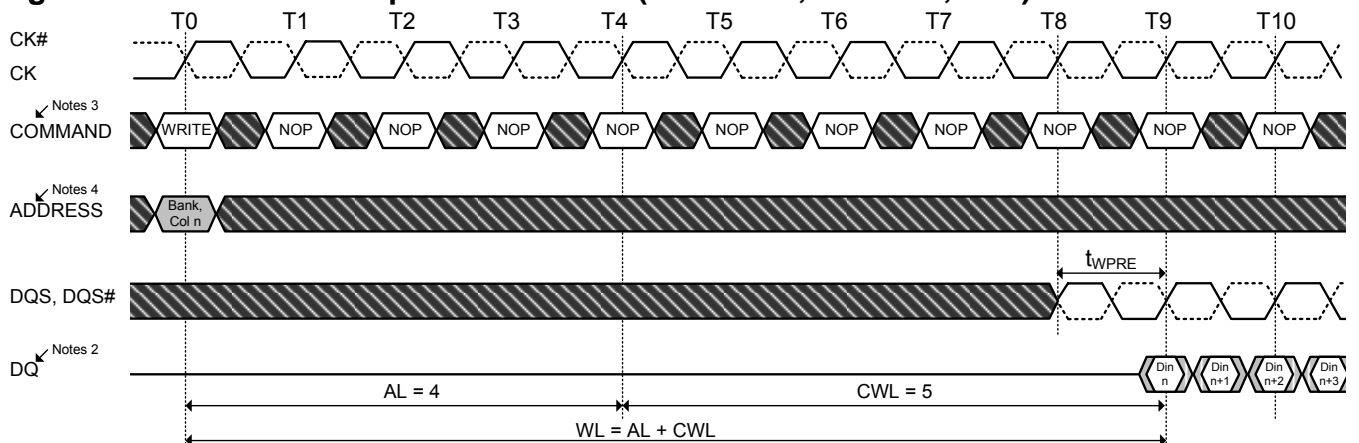 T0 T1 T2 T3 T4 T5 T6 T7 T8 T9 T10
CK#
CK
Notes 3
COMMAND WRITE NOP NOP NOP NOP NOP NOP NOP NOP NOP NOP
Notes 4
ADDRESS Bank, Col n
tWPRE
DQS, DQS#
Notes 2
DQ Din n Din n+1 Din n+2 Din n+3
AL = 4 CWL = 5
WL = AL + CWL